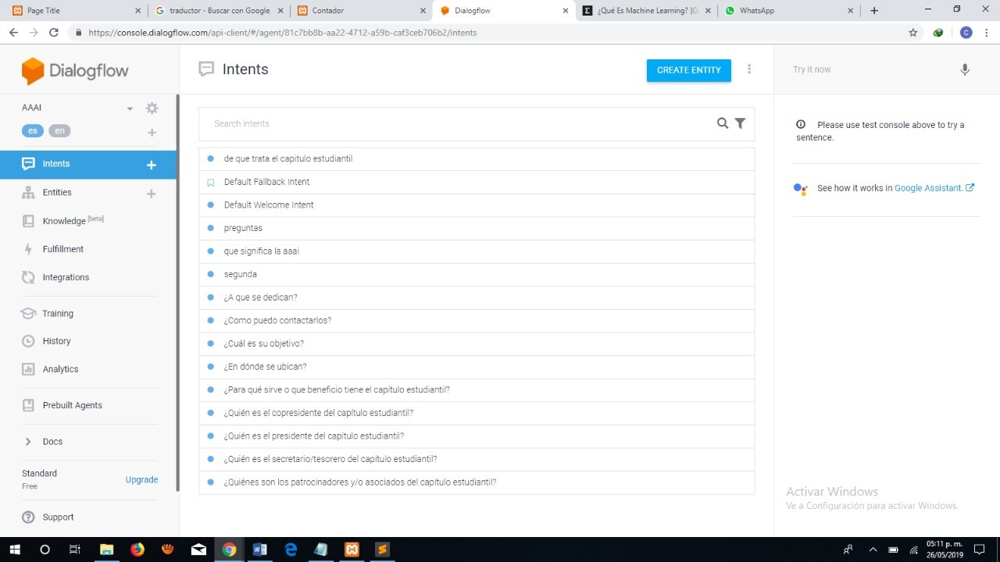 Page Title
traductor - Buscar con Google
Contador
Dialogflow
¿Qué Es Machine Learning? [G
WhatsApp
https://console.dialogflow.com/api-client/#/agent/81c7bb8b-aa22-4712-a59b-caf3ceb706b2/intents
C
Dialogflow
Intents
CREATE ENTITY
Try it now
AAAI
es
en
Search intents
Please use test console above to try a
sentence.
See how it works in Google Assistant.
Intents
Entities
Knowledge [beta]
Fulfillment
Integrations
Training
History
Analytics
Prebuilt Agents
Docs
Standard
Free
Upgrade
Support
de que trata el capitulo estudiantil
Default Fallback Intent
Default Welcome Intent
preguntas
que significa la aaai
segunda
¿A que se dedican?
¿Como puedo contactarlos?
¿Cuál es su objetivo?
¿En dónde se ubican?
¿Para qué sirve o que beneficio tiene el capítulo estudiantil?
¿Quién es el copresidente del capítulo estudiantil?
¿Quién es el presidente del capítulo estudiantil?
¿Quién es el secretario/tesorero del capítulo estudiantil?
¿Quiénes son los patrocinadores y/o asociados del capítulo estudiantil?
Activar Windows
Ve a Configuración para activar Windows.
05:11 p. m.
26/05/2019